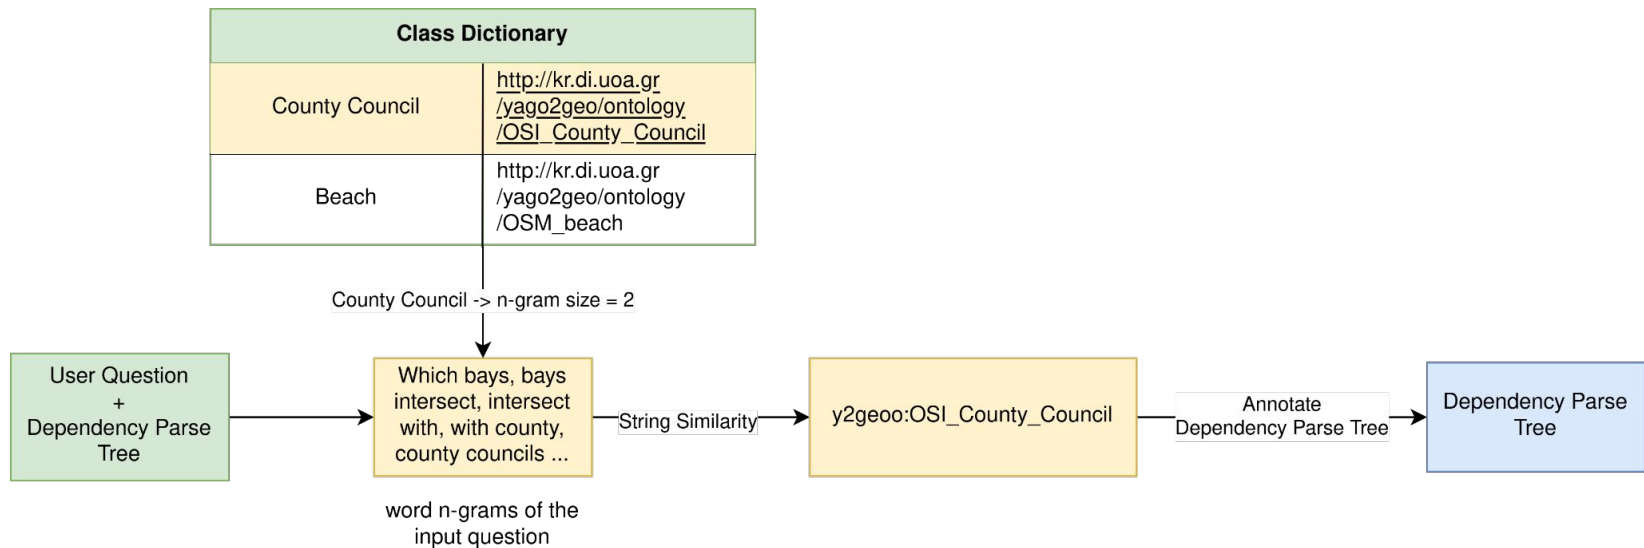 Class Dictionary
County Council
http://kr.di.uoa.gr
/yago2geo/ontology
/OSI_County_Council
Beach
http://kr.di.uoa.gr
/yago2geo/ontology
/OSM_beach
County Council -> n-gram size = 2
User Question
+
Dependency Parse
Tree
Which bays, bays
intersect, intersect
with, with county,
county councils ...
word n-grams of the
input question
String Similarity
y2geoo:OSI_County_Council
Annotate
Dependency Parse Tree
Dependency Parse
Tree